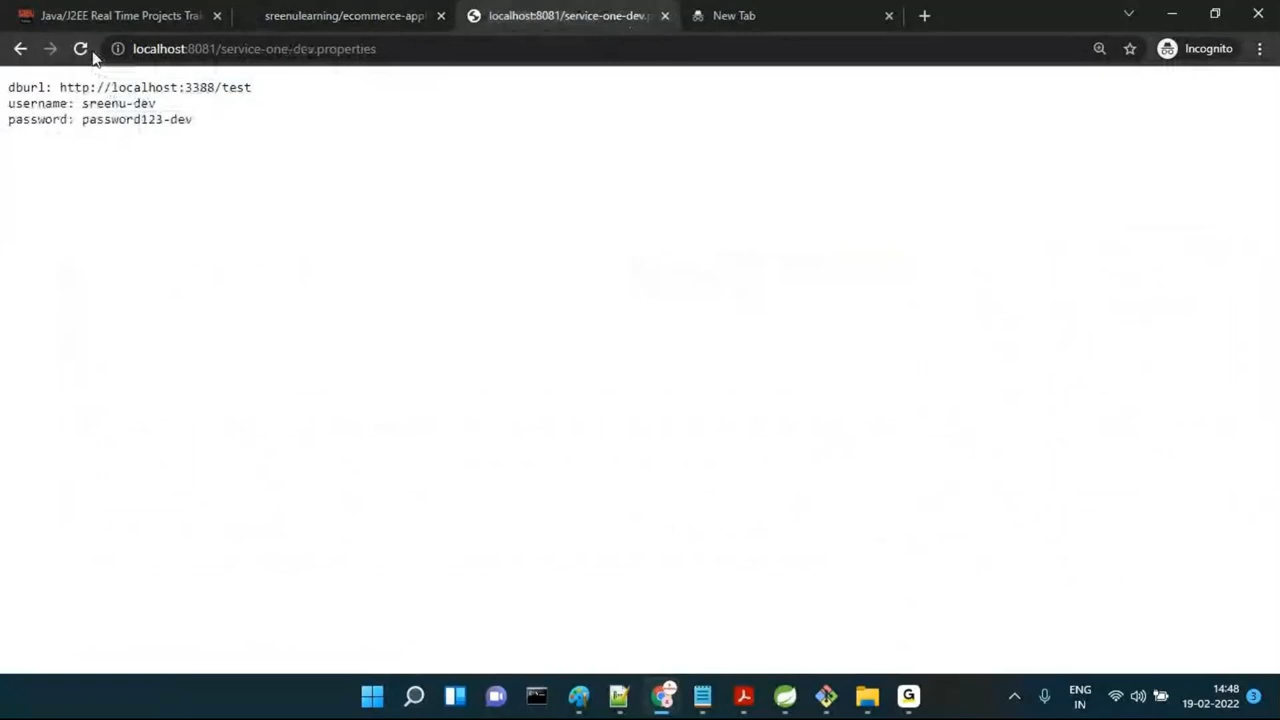 Java/J2EE Real Time Projects Trai
sreenulearning/ecommerce-appl
localhost:8081/service-one-dev.p
New Tab
localhost:8081/service-one-dev.properties
Incognito
dburl: http://localhost:3388/test
username: sreenu-dev
password: password123-dev
ENG
IN
14:48
19-02-2022
3